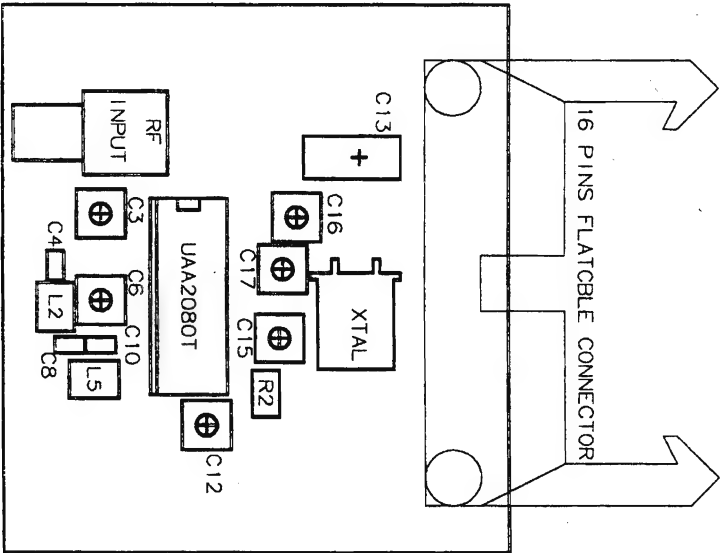 RF
INPUT
C13
16 PINS FLATCBLE CONNECTOR
C3
C16
C4
C6
UAA2080T
C17
L2
XTAL
C10
C15
C8
L5
R2
C12